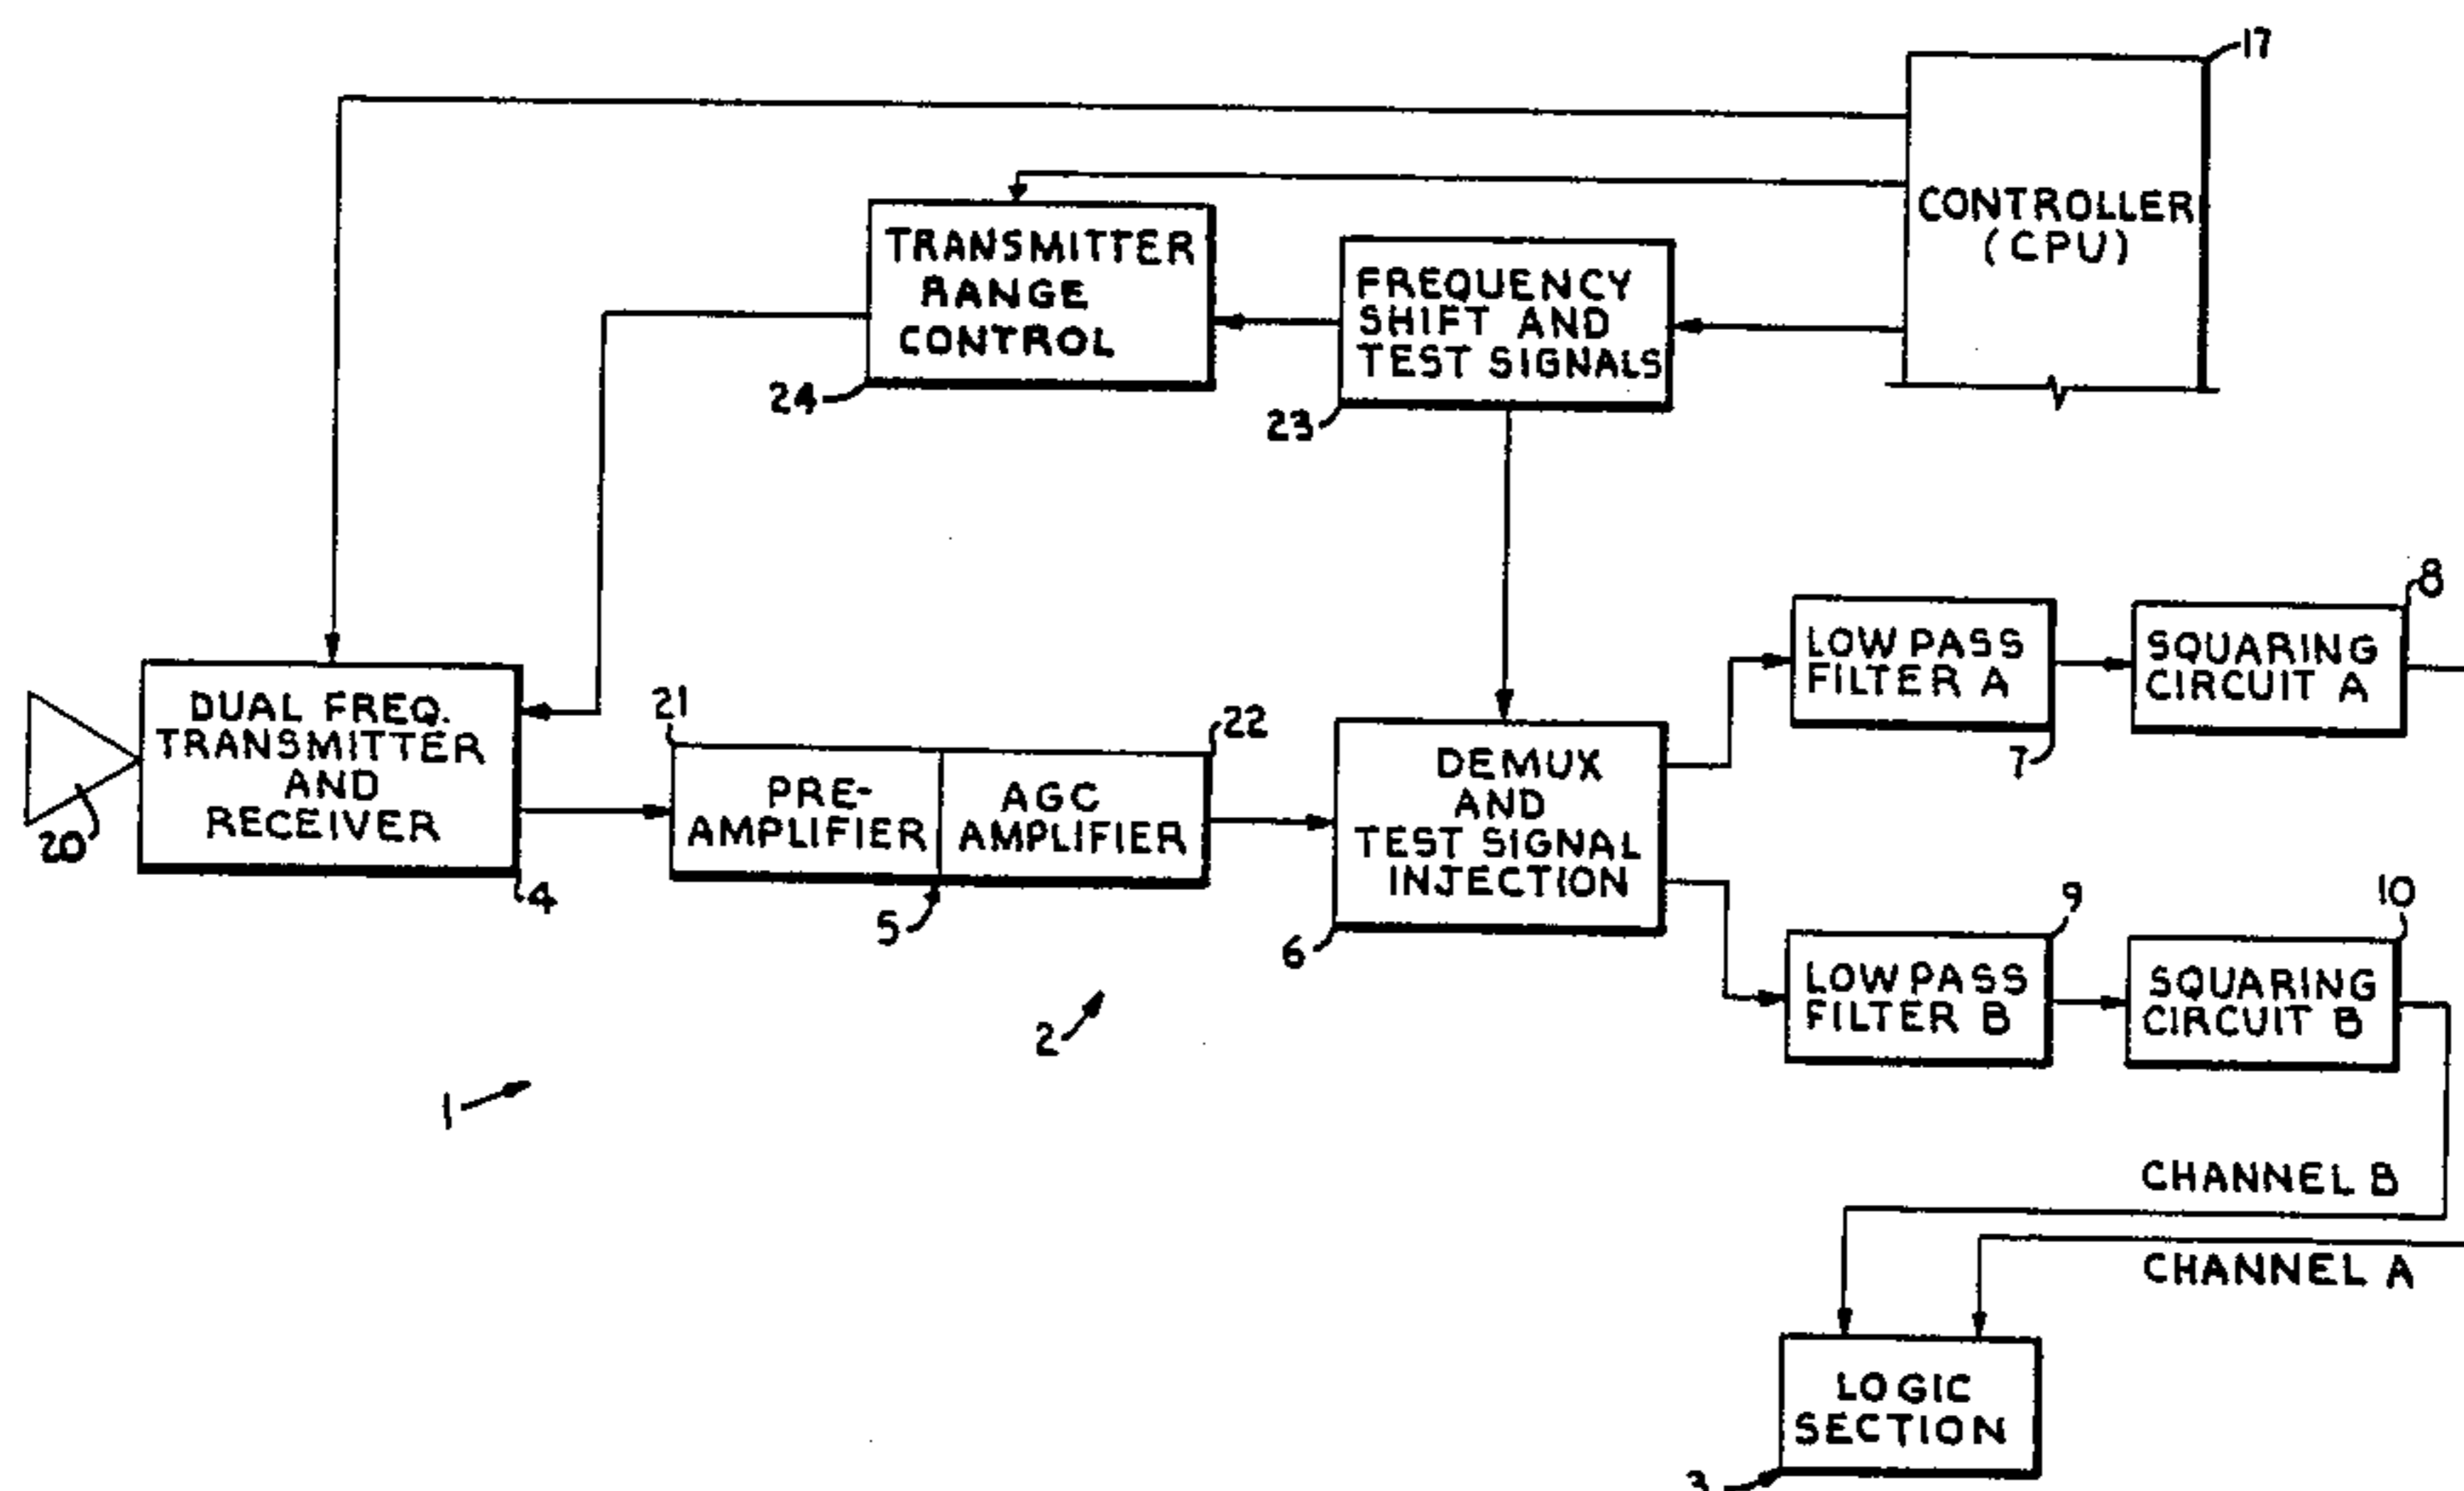 17
CONTROLLER
(CPU)
TRANSMITTER
RANGE
CONTROL
24
FREQUENCY
SHIFT AND
TEST SIGNALS
23
20
DUAL FREQ.
TRANSMITTER
AND
RECEIVER
4
21
PRE-
AMPLIFIER
AGC
AMPLIFIER
22
5
DEMUX
AND
TEST SIGNAL
INJECTION
6
LOW PASS
FILTER A
7
SQUARING
CIRCUIT A
8
LOW PASS
FILTER B
9
SQUARING
CIRCUIT B
10
2
1
CHANNEL B
CHANNEL A
LOGIC
SECTION
3